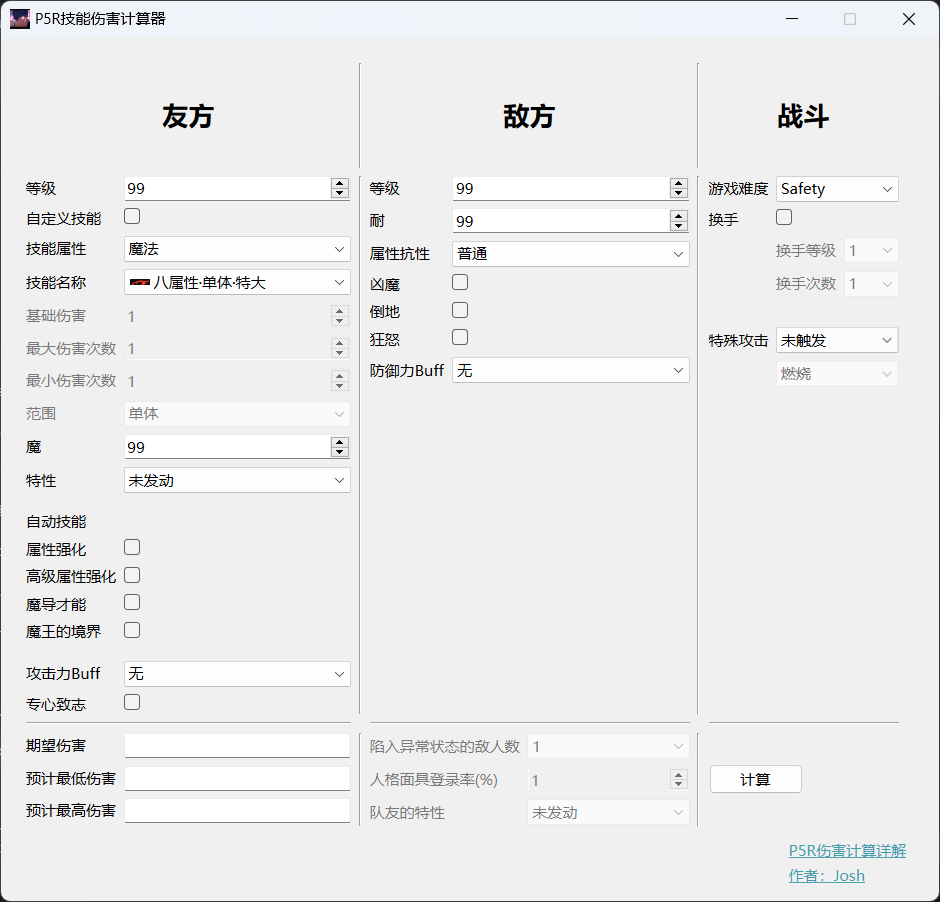 P5R技能伤害计算器
友方
敌方
战斗
等级 99
自定义技能
技能属性 魔法
技能名称 八属性·单体·特大
基础伤害 1
最大伤害次数 1
最小伤害次数 1
范围 单体
魔 99
特性 未发动
自动技能
属性强化
高级属性强化
魔导才能
魔王的境界
攻击力Buff 无
专心致志
等级 99
耐 99
属性抗性 普通
凶魔
倒地
狂怒
防御力Buff 无
游戏难度 Safety
换手
换手等级 1
换手次数 1
特殊攻击 未触发
燃烧
期望伤害
预计最低伤害
预计最高伤害
陷入异常状态的敌人数 1
人格面具登录率(%) 1
队友的特性 未发动
计算
P5R伤害计算详解
作者：Josh